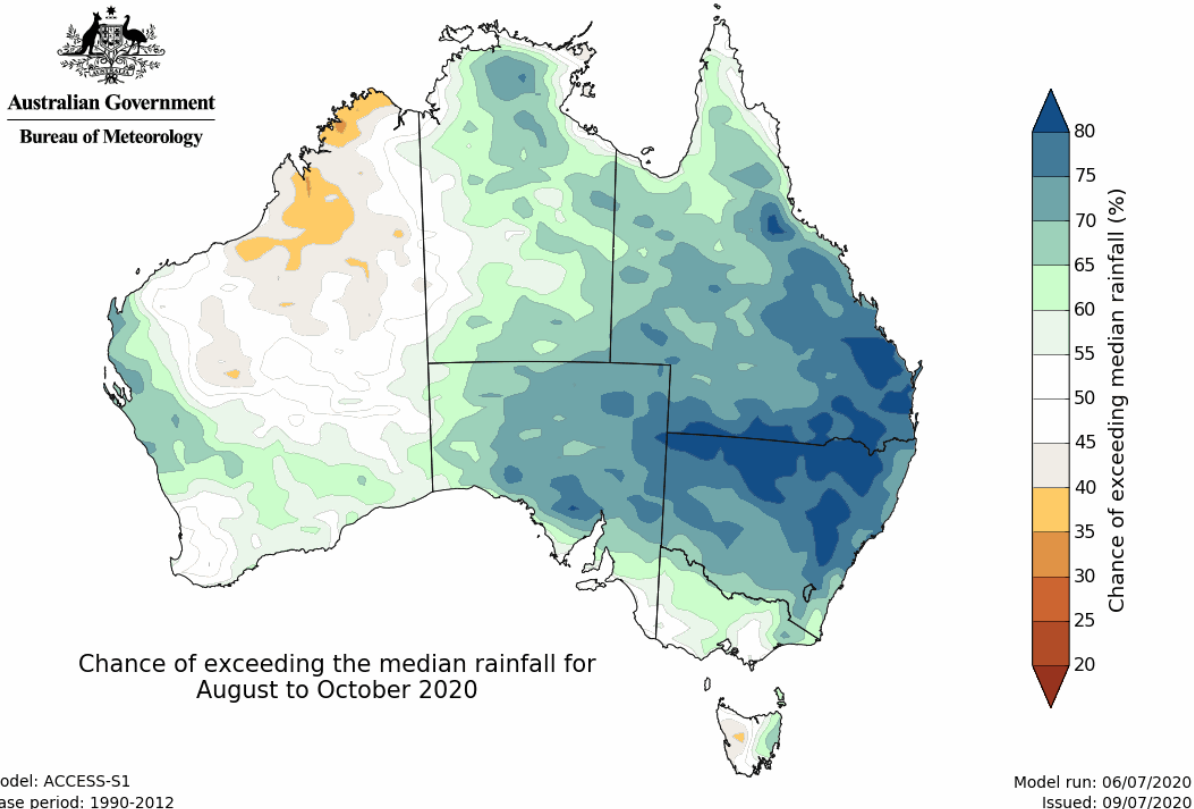 Australian Government
Bureau of Meteorology
80
75
70
65
60
55
50
45
40
35
30
25
20
Chance of exceeding median rainfall (%)
Chance of exceeding the median rainfall for
August to October 2020
odel: ACCESS-S1
ase period: 1990-2012
Model run: 06/07/2020
Issued: 09/07/2020